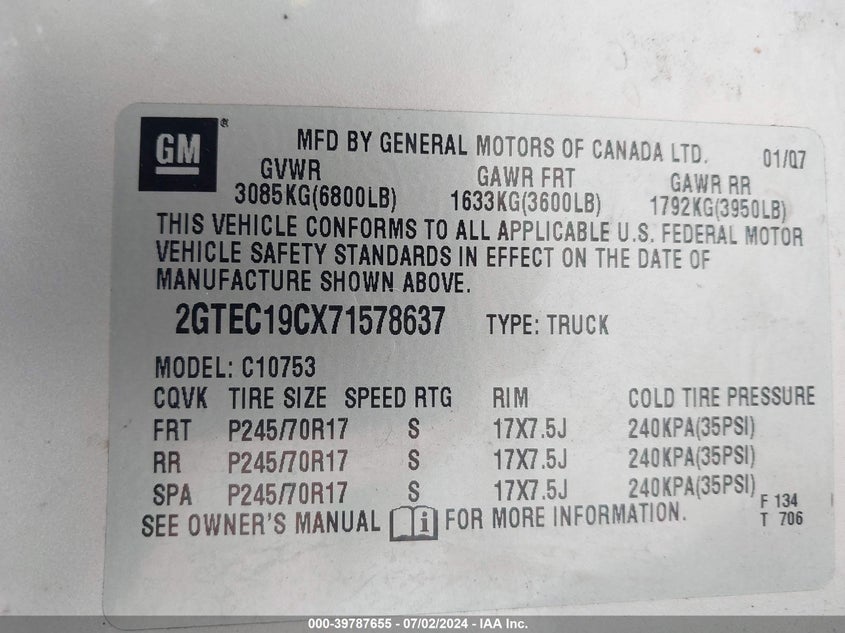 GM®
MFD BY GENERAL MOTORS OF CANADA LTD. 01/07
GVWR GAWR FRT GAWR RR
3085KG(6800LB) 1633KG(3600LB) 1792KG(3950LB)
THIS VEHICLE CONFORMS TO ALL APPLICABLE U.S. FEDERAL MOTOR
VEHICLE SAFETY STANDARDS IN EFFECT ON THE DATE OF
MANUFACTURE SHOWN ABOVE.
2GTEC19CX71578637 TYPE: TRUCK
MODEL: C10753
CQVK TIRE SIZE SPEED RTG RIM COLD TIRE PRESSURE
FRT P245/70R17 S 17X7.5J 240KPA(35PSI)
RR P245/70R17 S 17X7.5J 240KPA(35PSI)
SPA P245/70R17 S 17X7.5J 240KPA(35PSI)
F 134
SEE OWNER'S MANUAL i FOR MORE INFORMATION. T 706
000-39787655 - 07/02/2024 - IAA Inc.